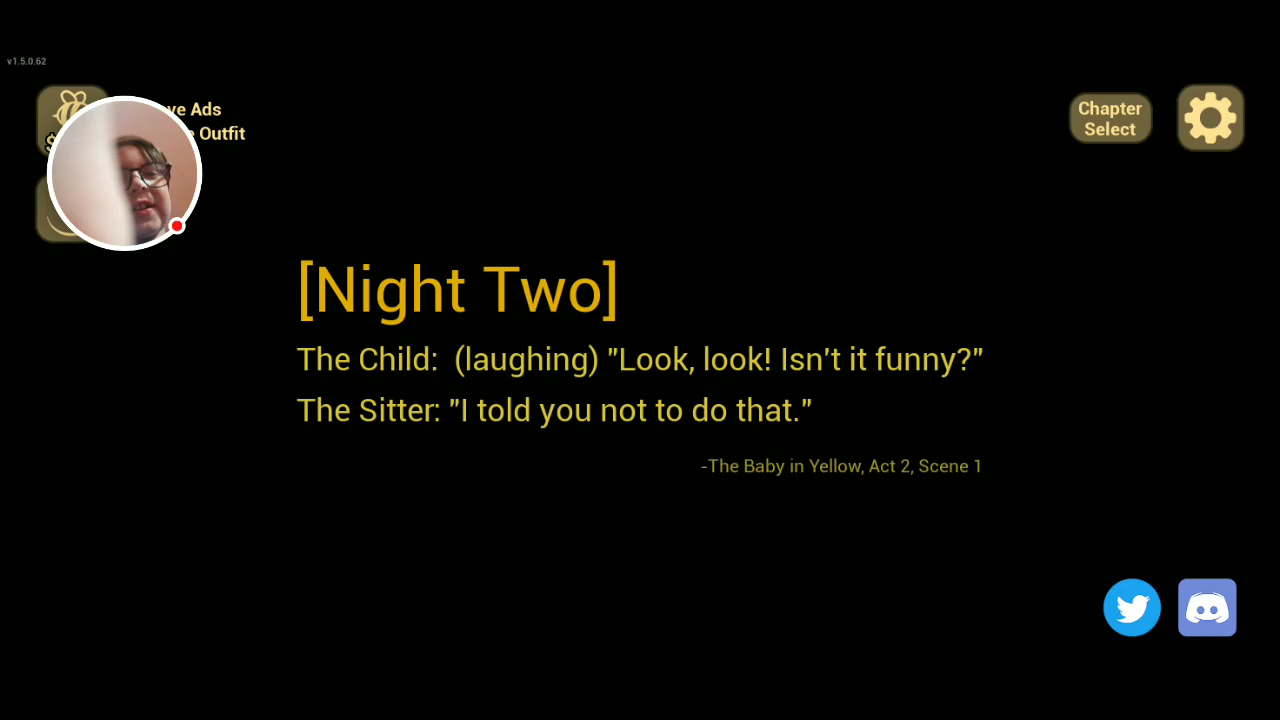 v1.5.0.62
Ads
Outfit
Chapter
Select
[Night Two]
The Child:  (laughing) "Look, look! Isn't it funny?"
The Sitter: "I told you not to do that."
-The Baby in Yellow, Act 2, Scene 1